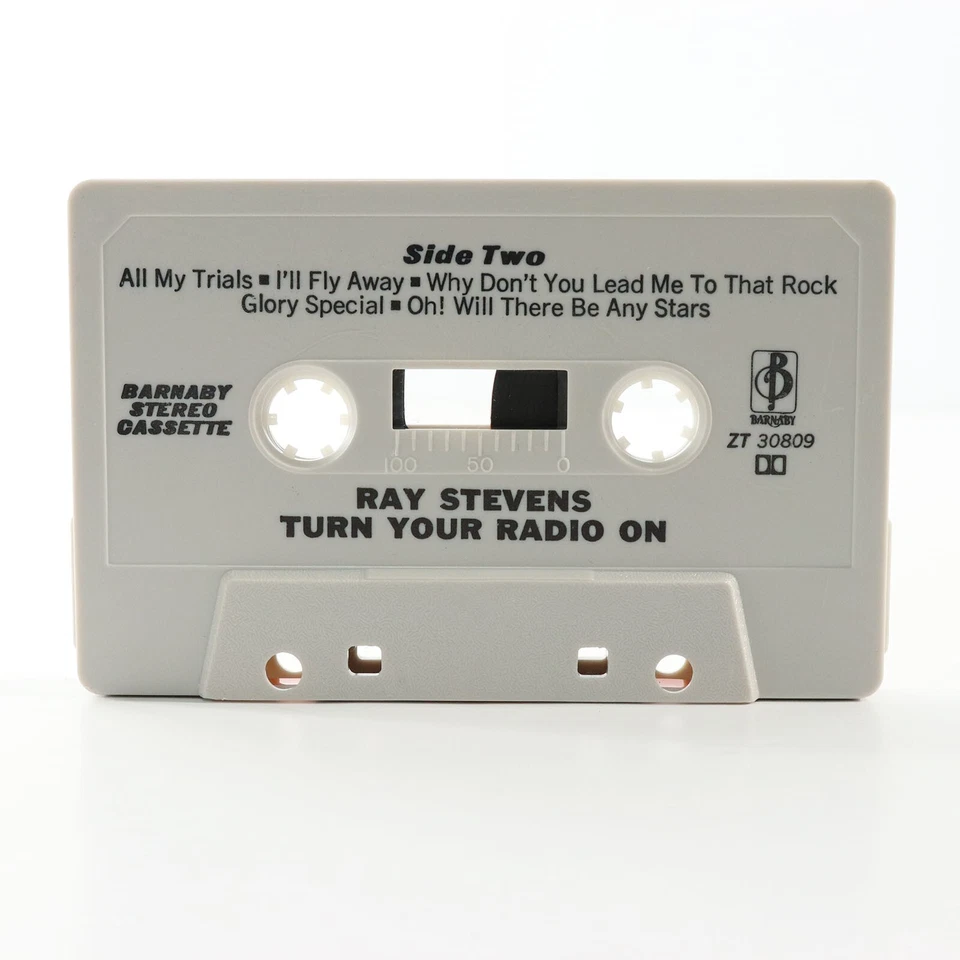 Side Two
All My Trials ■ I'll Fly Away ■ Why Don't You Lead Me To That Rock
Glory Special ■ Oh! Will There Be Any Stars
BARNABY
STEREO
CASSETTE
BARNABY
ZT 30809
100 50 0
RAY STEVENS
TURN YOUR RADIO ON